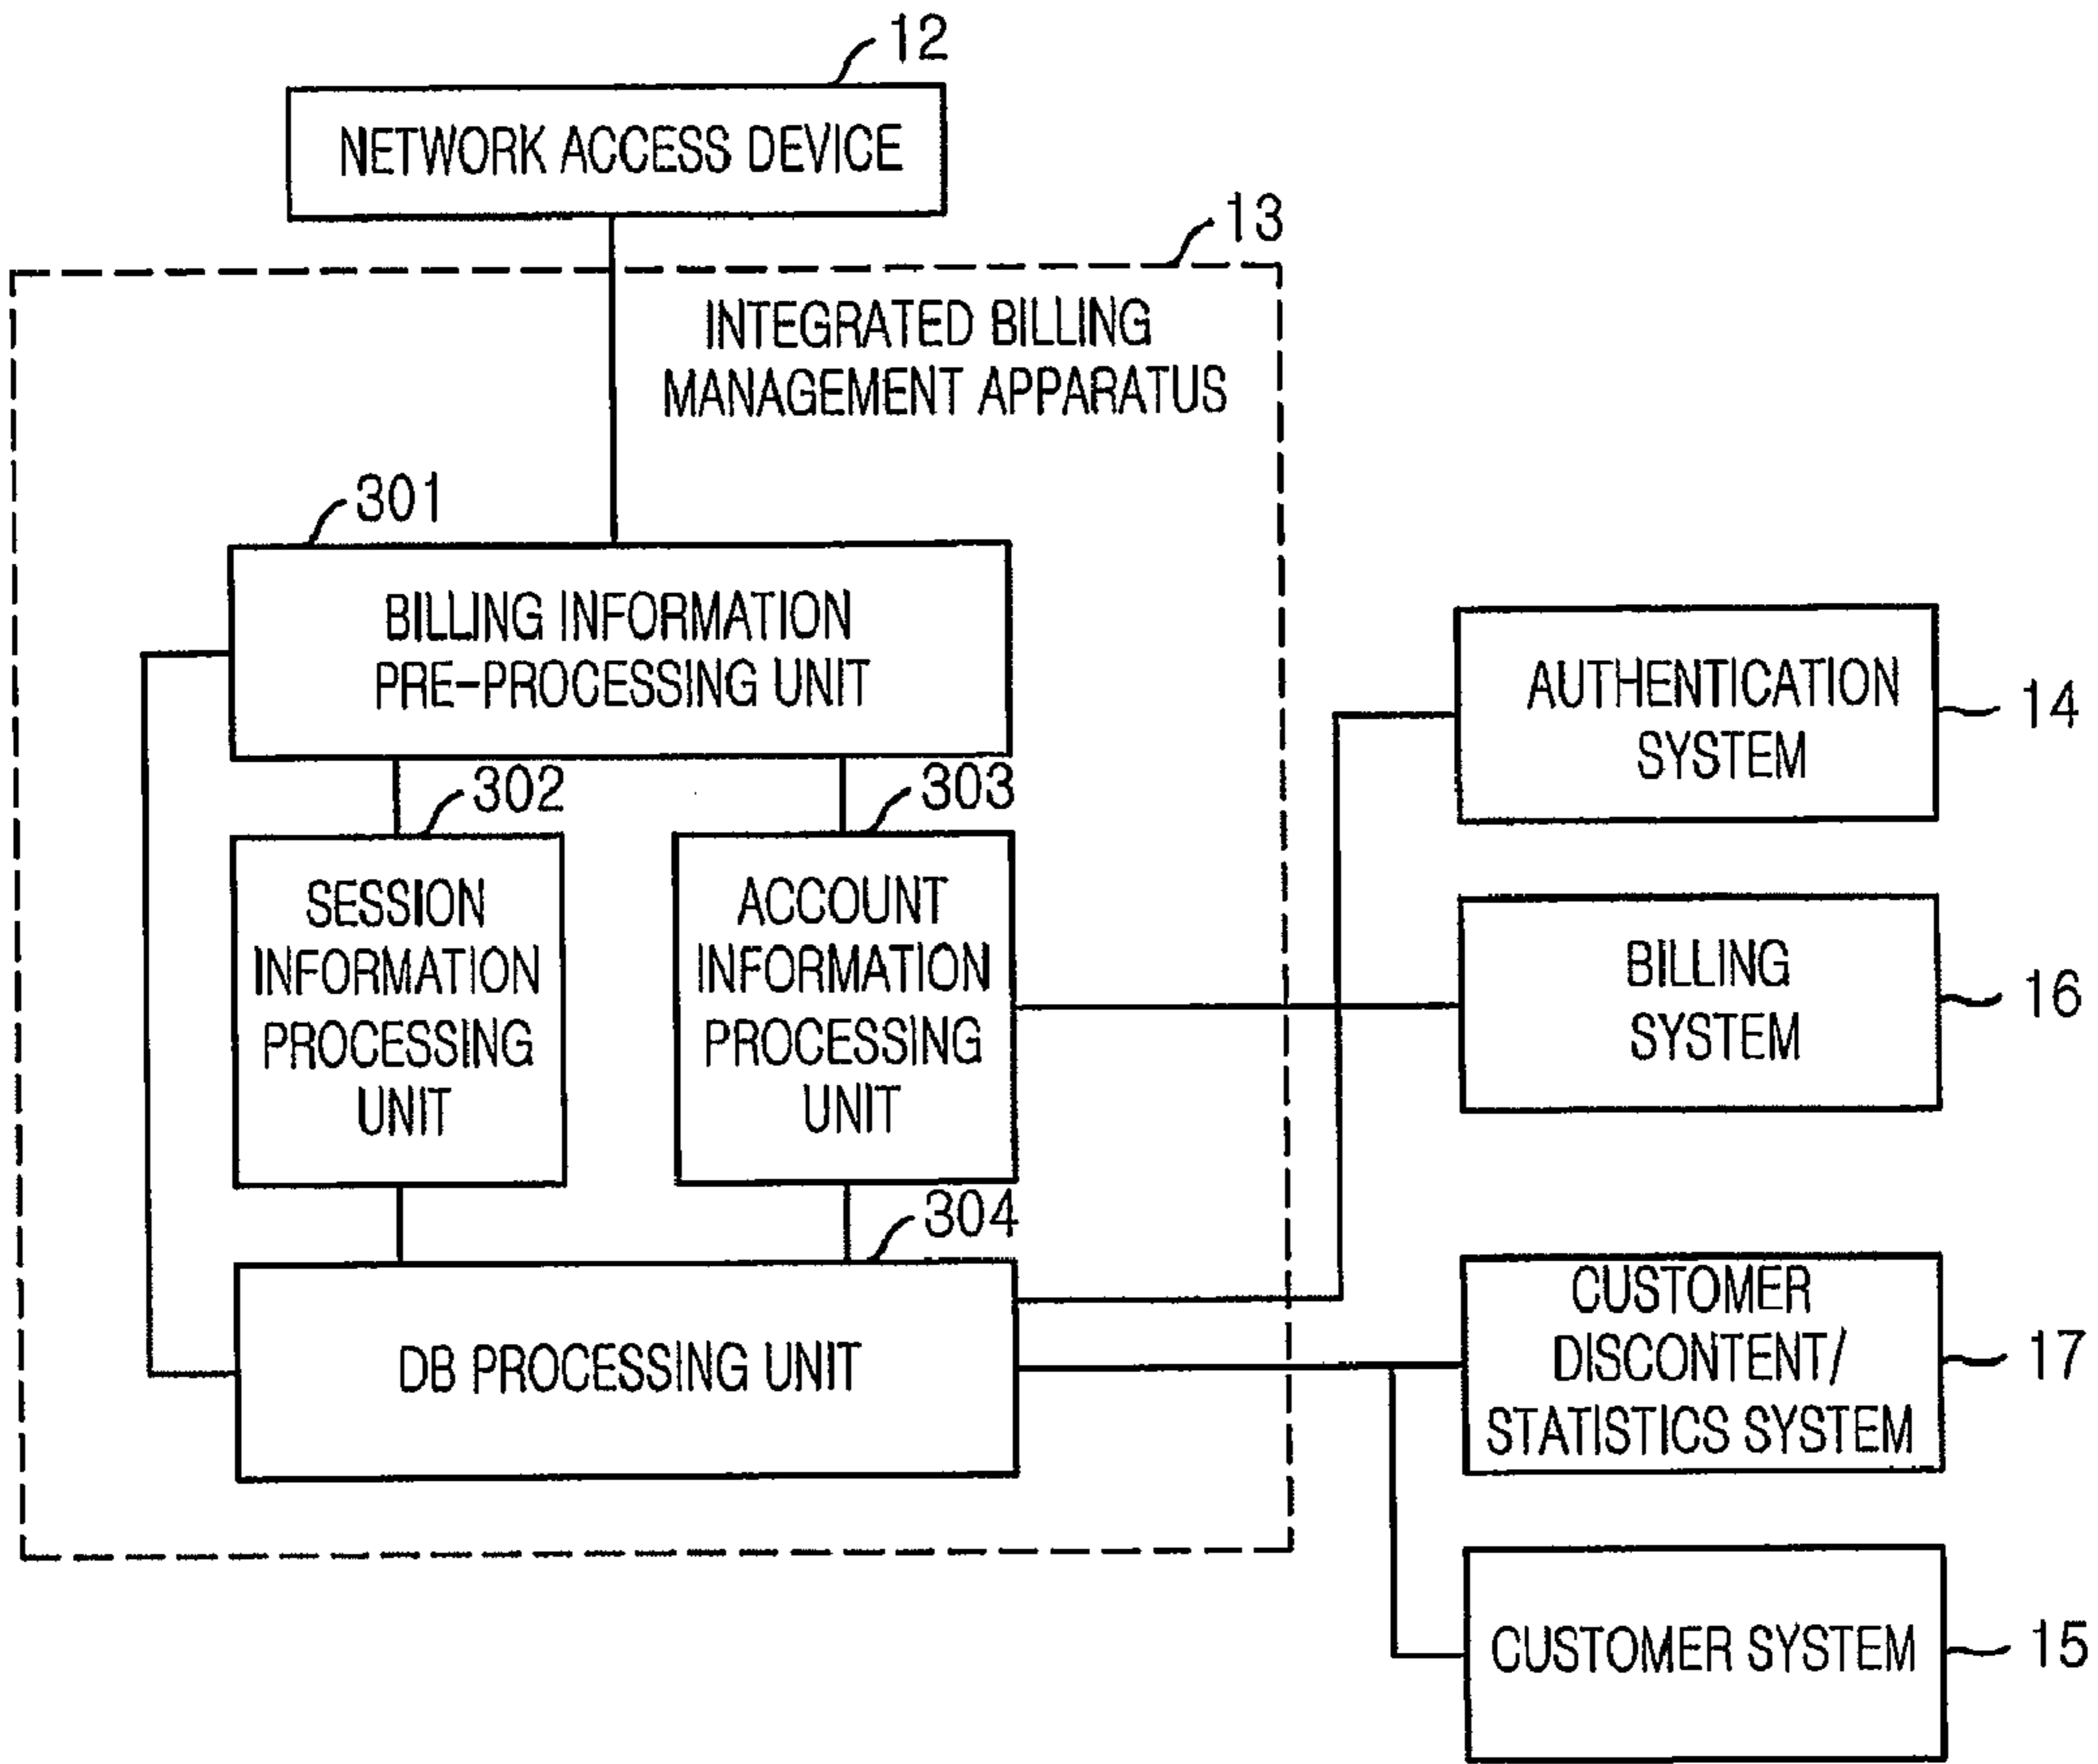 12
NETWORK ACCESS DEVICE
13
INTEGRATED BILLING
MANAGEMENT APPARATUS
301
BILLING INFORMATION
PRE-PROCESSING UNIT
302
SESSION
INFORMATION
PROCESSING
UNIT
303
ACCOUNT
INFORMATION
PROCESSING
UNIT
304
DB PROCESSING UNIT
AUTHENTICATION
SYSTEM
14
BILLING
SYSTEM
16
CUSTOMER
DISCONTENT/
STATISTICS SYSTEM
17
CUSTOMER SYSTEM
15